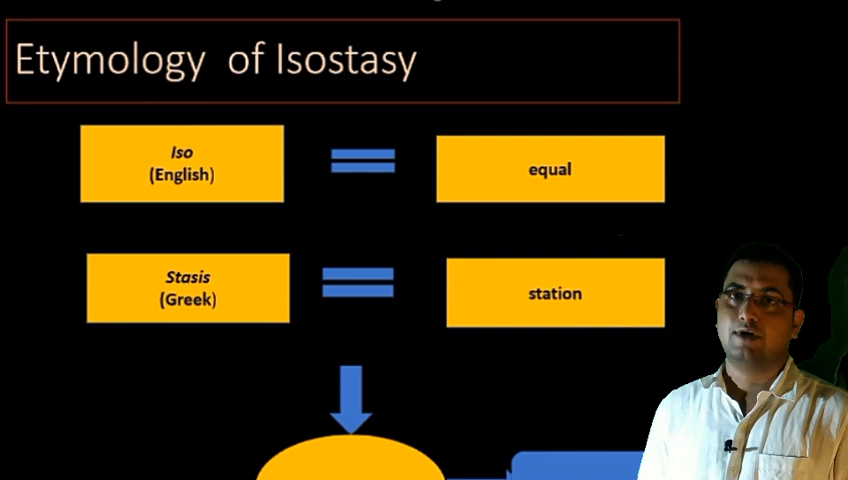 Etymology of Isostasy
Iso
(English)
equal
Stasis
(Greek)
station